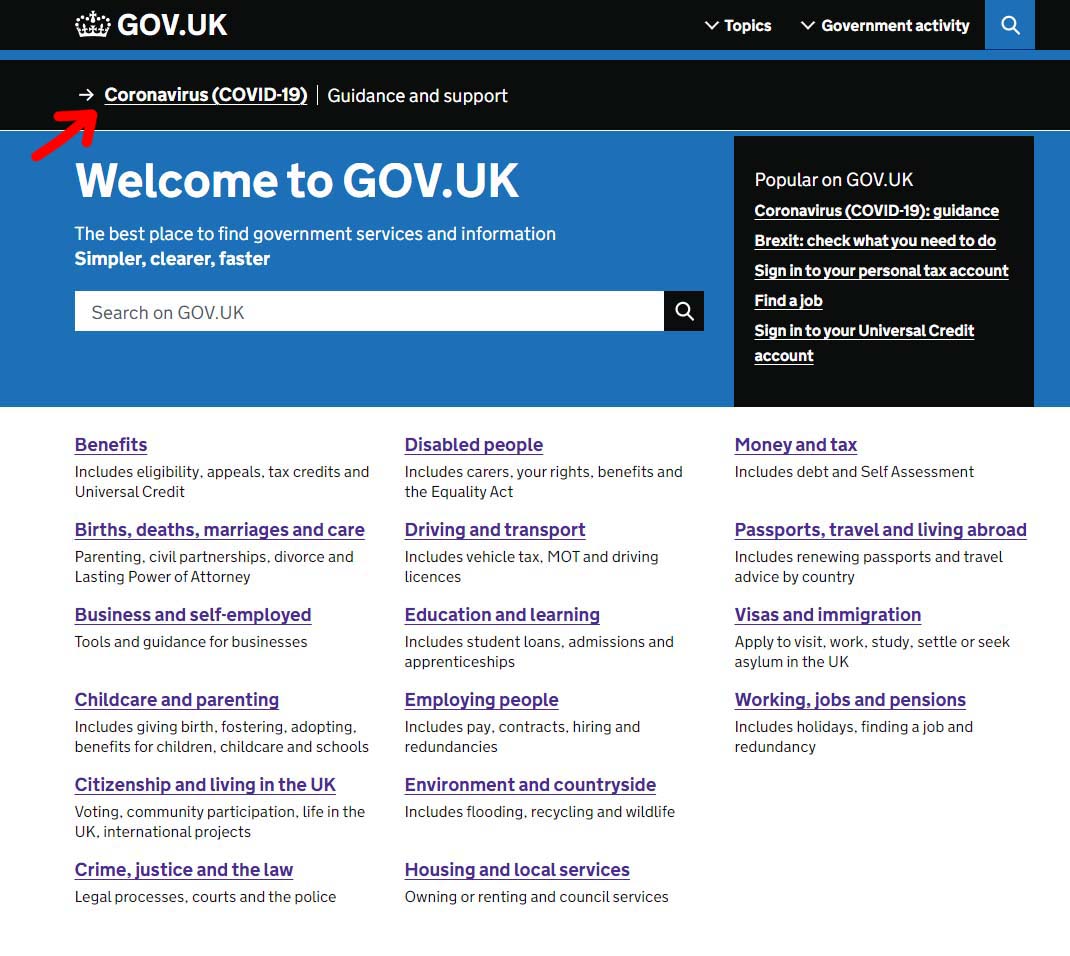 GOV.UK
Topics
Government activity
→ Coronavirus (COVID-19) | Guidance and support
Welcome to GOV.UK
The best place to find government services and information
Simpler, clearer, faster
Search on GOV.UK
Popular on GOV.UK
Coronavirus (COVID-19): guidance
Brexit: check what you need to do
Sign in to your personal tax account
Find a job
Sign in to your Universal Credit
account
Benefits
Includes eligibility, appeals, tax credits and
Universal Credit
Births, deaths, marriages and care
Parenting, civil partnerships, divorce and
Lasting Power of Attorney
Business and self-employed
Tools and guidance for businesses
Childcare and parenting
Includes giving birth, fostering, adopting,
benefits for children, childcare and schools
Citizenship and living in the UK
Voting, community participation, life in the
UK, international projects
Crime, justice and the law
Legal processes, courts and the police
Disabled people
Includes carers, your rights, benefits and
the Equality Act
Driving and transport
Includes vehicle tax, MOT and driving
licences
Education and learning
Includes student loans, admissions and
apprenticeships
Employing people
Includes pay, contracts, hiring and
redundancies
Environment and countryside
Includes flooding, recycling and wildlife
Housing and local services
Owning or renting and council services
Money and tax
Includes debt and Self Assessment
Passports, travel and living abroad
Includes renewing passports and travel
advice by country
Visas and immigration
Apply to visit, work, study, settle or seek
asylum in the UK
Working, jobs and pensions
Includes holidays, finding a job and
redundancy